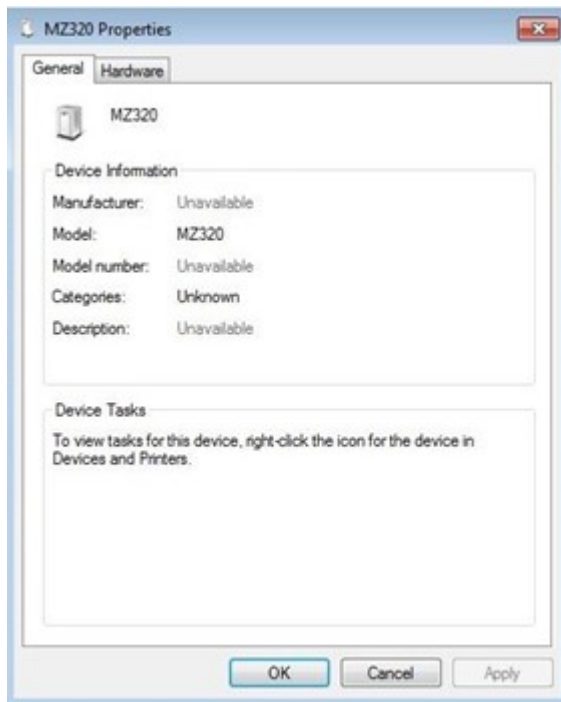 MZ320 Properties
General Hardware
MZ320
Device Information
Manufacturer: Unavailable
Model: MZ320
Model number: Unavailable
Categories: Unknown
Description: Unavailable
Device Tasks
To view tasks for this device, right-click the icon for the device in
Devices and Printers.
OK Cancel Apply